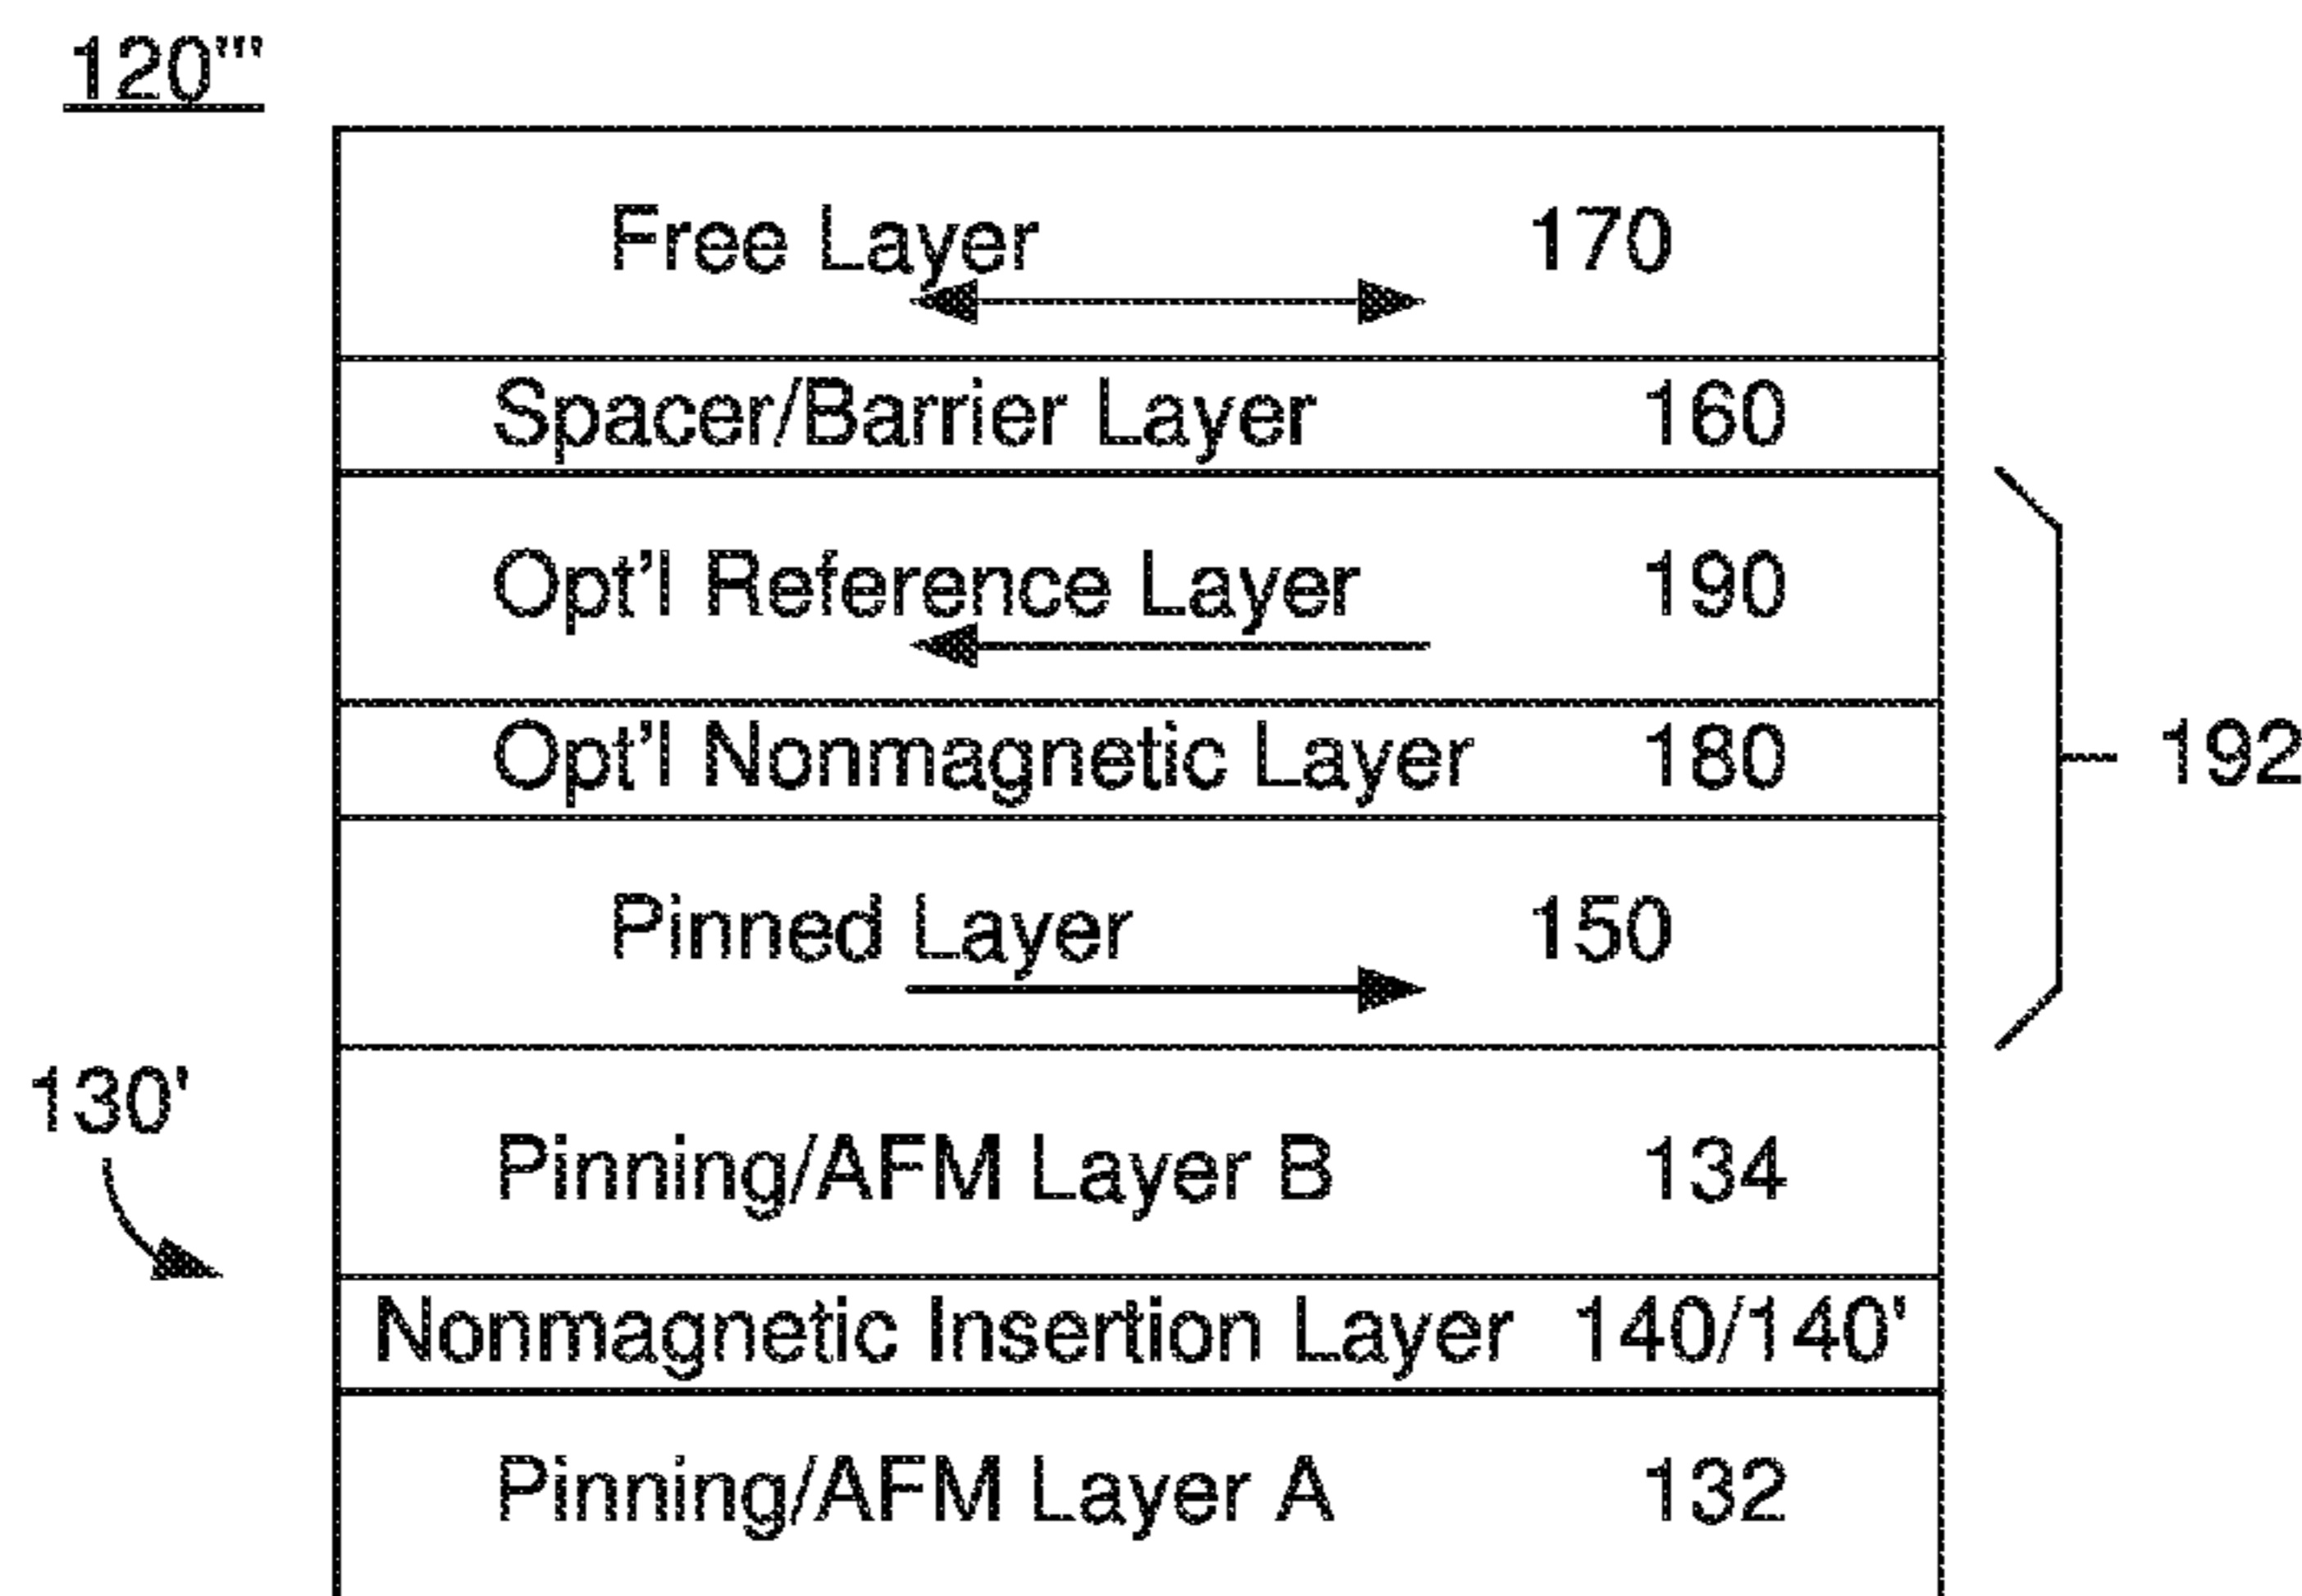 120'''
Free Layer 170
Spacer/Barrier Layer 160
Opt'l Reference Layer 190
Opt'l Nonmagnetic Layer 180
192
Pinned Layer 150
130'
Pinning/AFM Layer B 134
Nonmagnetic Insertion Layer 140/140'
Pinning/AFM Layer A 132